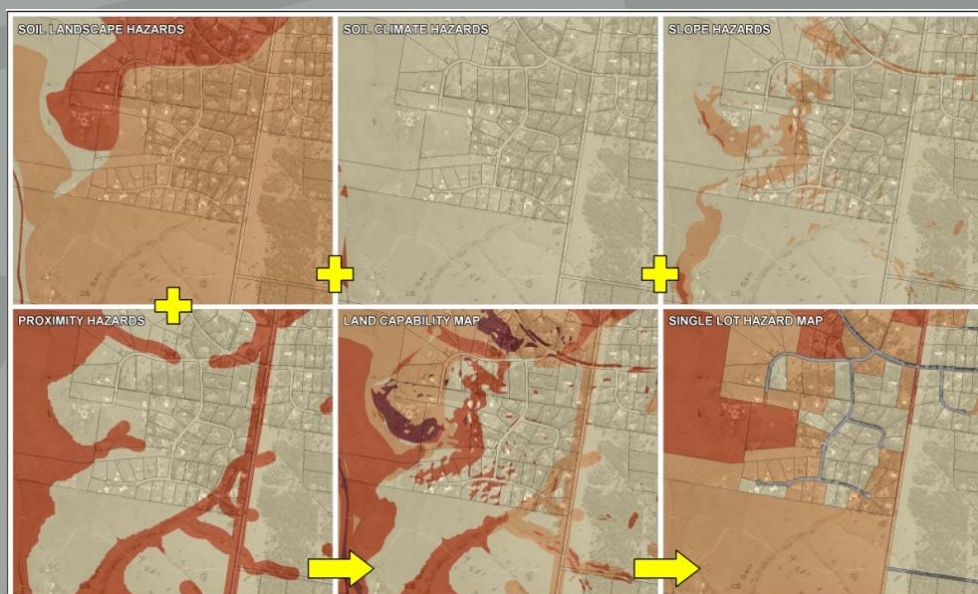 SOIL LANDSCAPE HAZARDS
SOIL CLIMATE HAZARDS
SLOPE HAZARDS
PROXIMITY HAZARDS
LAND CAPABILITY MAP
SINGLE LOT HAZARD MAP